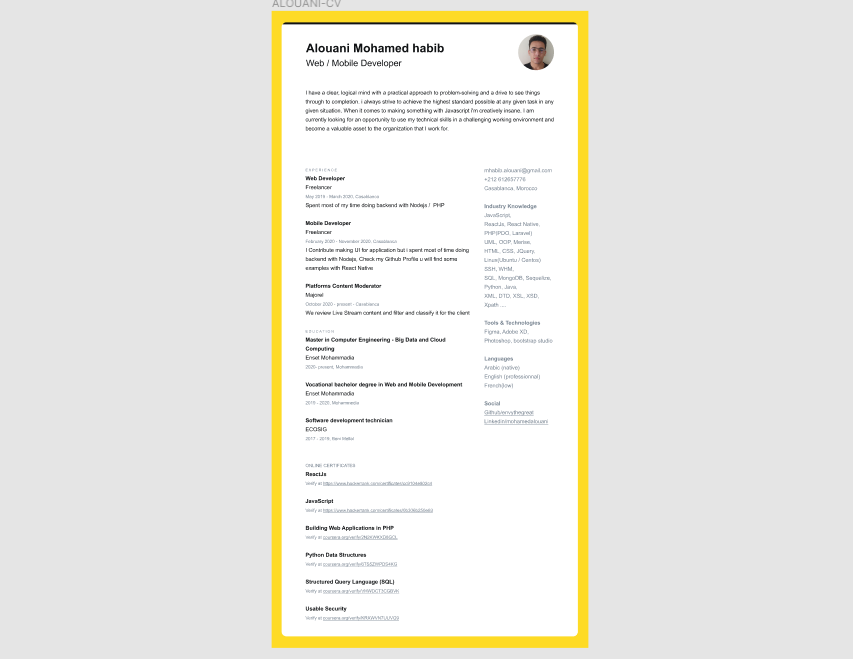 ALOUANI-CV
Alouani Mohamed habib
Web / Mobile Developer
I have a clear, logical mind with a practical approach to problem-solving and a drive to see things
through to completion. i always strive to achieve the highest standard possible at any given task in any
given situation. When it comes to making something with Javascript I'm creatively insane. I am
currently looking for an opportunity to use my technical skills in a challenging working environment and
become a valuable asset to the organization that I work for.
EXPERIENCE
Web Developer
Freelancer
May 2019 - March 2020, Casablanca
Spent most of my time doing backend with Nodejs / PHP
Mobile Developer
Freelancer
February 2020 - November 2020, Casablanca
I Contribute making UI for application but i spent most of time doing
backend with Nodejs, Check my Github Profile u will find some
examples with React Native
Platforms Content Moderator
Majorel
October 2020 - present - Casablanca
We review Live Stream content and filter and classify it for the client
EDUCATION
Master in Computer Engineering - Big Data and Cloud
Computing
Enset Mohammadia
2020- present, Mohammadia
Vocational bachelor degree in Web and Mobile Development
Enset Mohammadia
2019 - 2020, Mohammadia
Software development technician
ECOSIG
2017 - 2019, Beni Mellal
ONLINE CERTIFICATES
ReactJs
Verify at
JavaScript
Verify at
Building Web Applications in PHP
Verify at
Python Data Structures
Verify at
Structured Query Language (SQL)
Verify at
Usable Security
Verify at
mhabib.alouani@gmail.com
+212 612657776
Casablanca, Morocco
Industry Knowledge
JavaScript,
ReactJs, React Native,
PHP(PDO, Laravel)
UML, OOP, Merise,
HTML, CSS, JQuery,
Linux(Ubuntu / Centos)
SSH, WHM,
SQL, MongoDB, Sequelize,
Python, Java,
XML, DTD, XSL, XSD,
Xpath ...
Tools & Technologies
Figma, Adobe XD,
Photoshop, bootstrap studio
Languages
Arabic (native)
English (professionnal)
French(low)
Social
Github/envythegreat
Linkedin/mohamedalouani